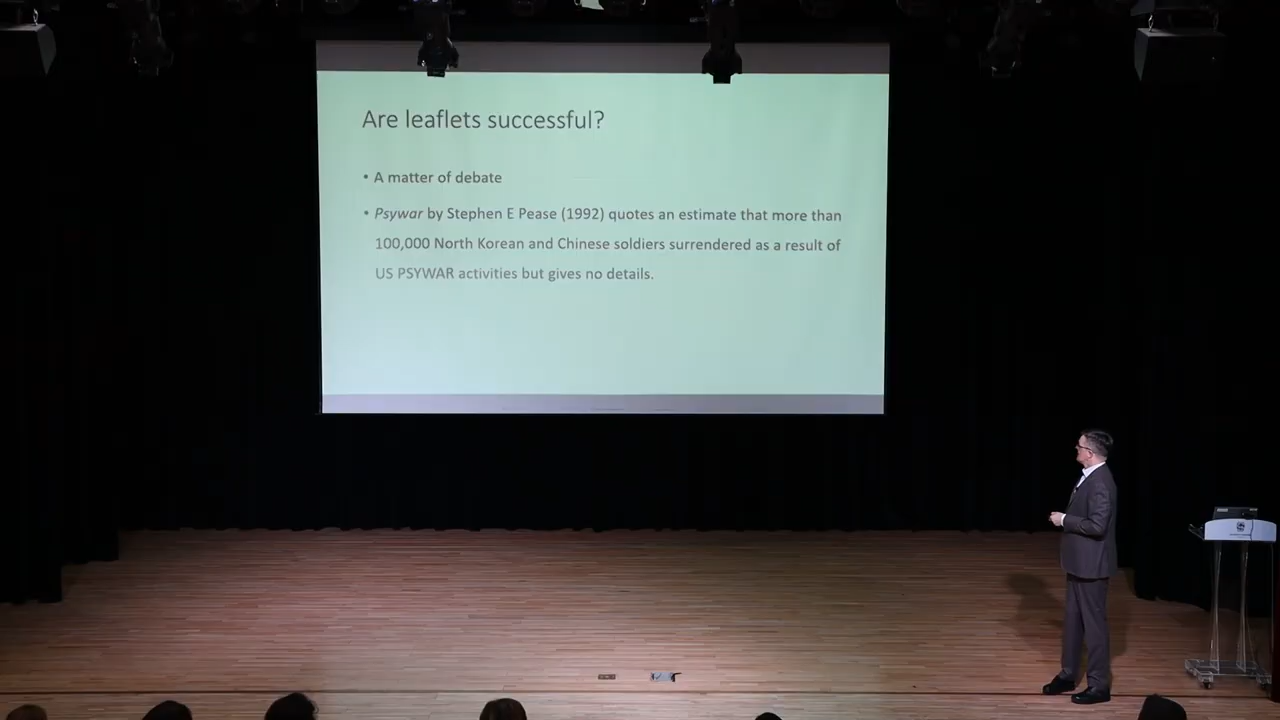 Are leaflets successful?
• A matter of debate
• Psywar by Stephen E Pease (1992) quotes an estimate that more than
100,000 North Korean and Chinese soldiers surrendered as a result of
US PSYWAR activities but gives no details.